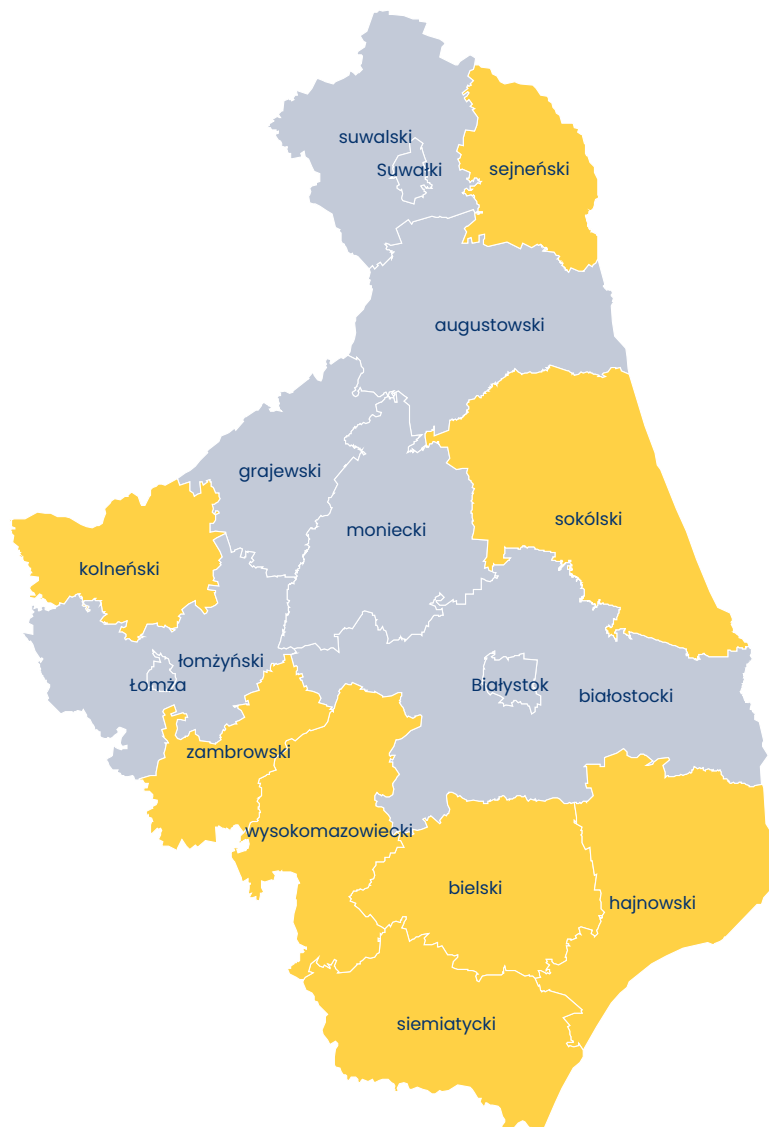 suwalski
Suwałki
sejneński
augustowski
grajewski
sokólski
moniecki
kolneński
łomżyński
Łomża
Białystok
białostocki
zambrowski
wysokomazowiecki
bielski
hajnowski
siemiatycki